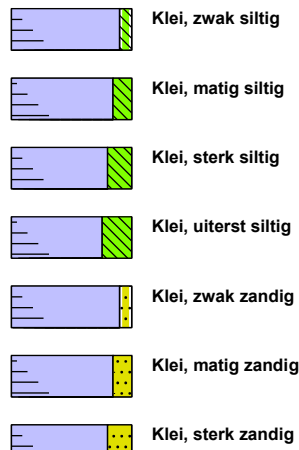 Klei, zwak siltig
Klei, matig siltig
Klei, sterk siltig
Klei, uiterst siltig
Klei, zwak zandig
Klei, matig zandig
Klei, sterk zandig